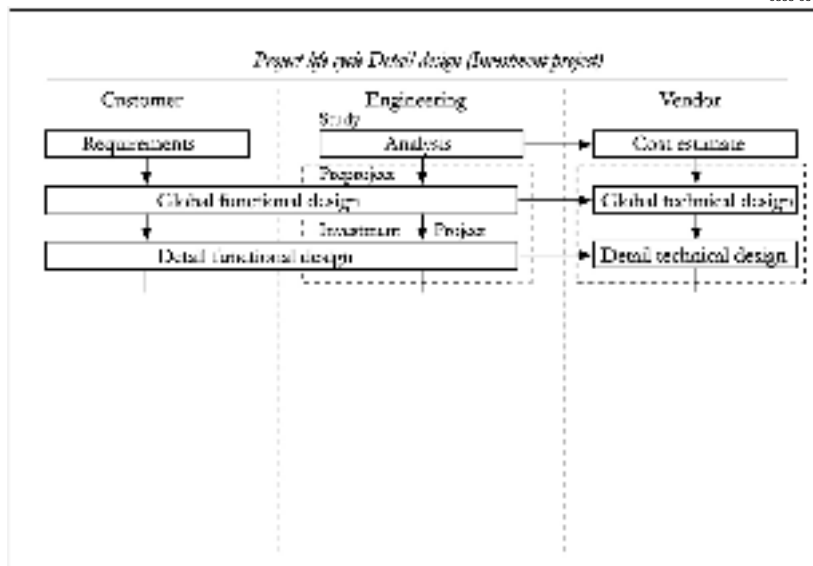 Project life cycle Detail design (Investment project)
Customer Engineering Vendor
Study
Requirements Analysis Cost estimate
Preproject
Global functional design Global technical design
Investment Project
Detail functional design Detail technical design